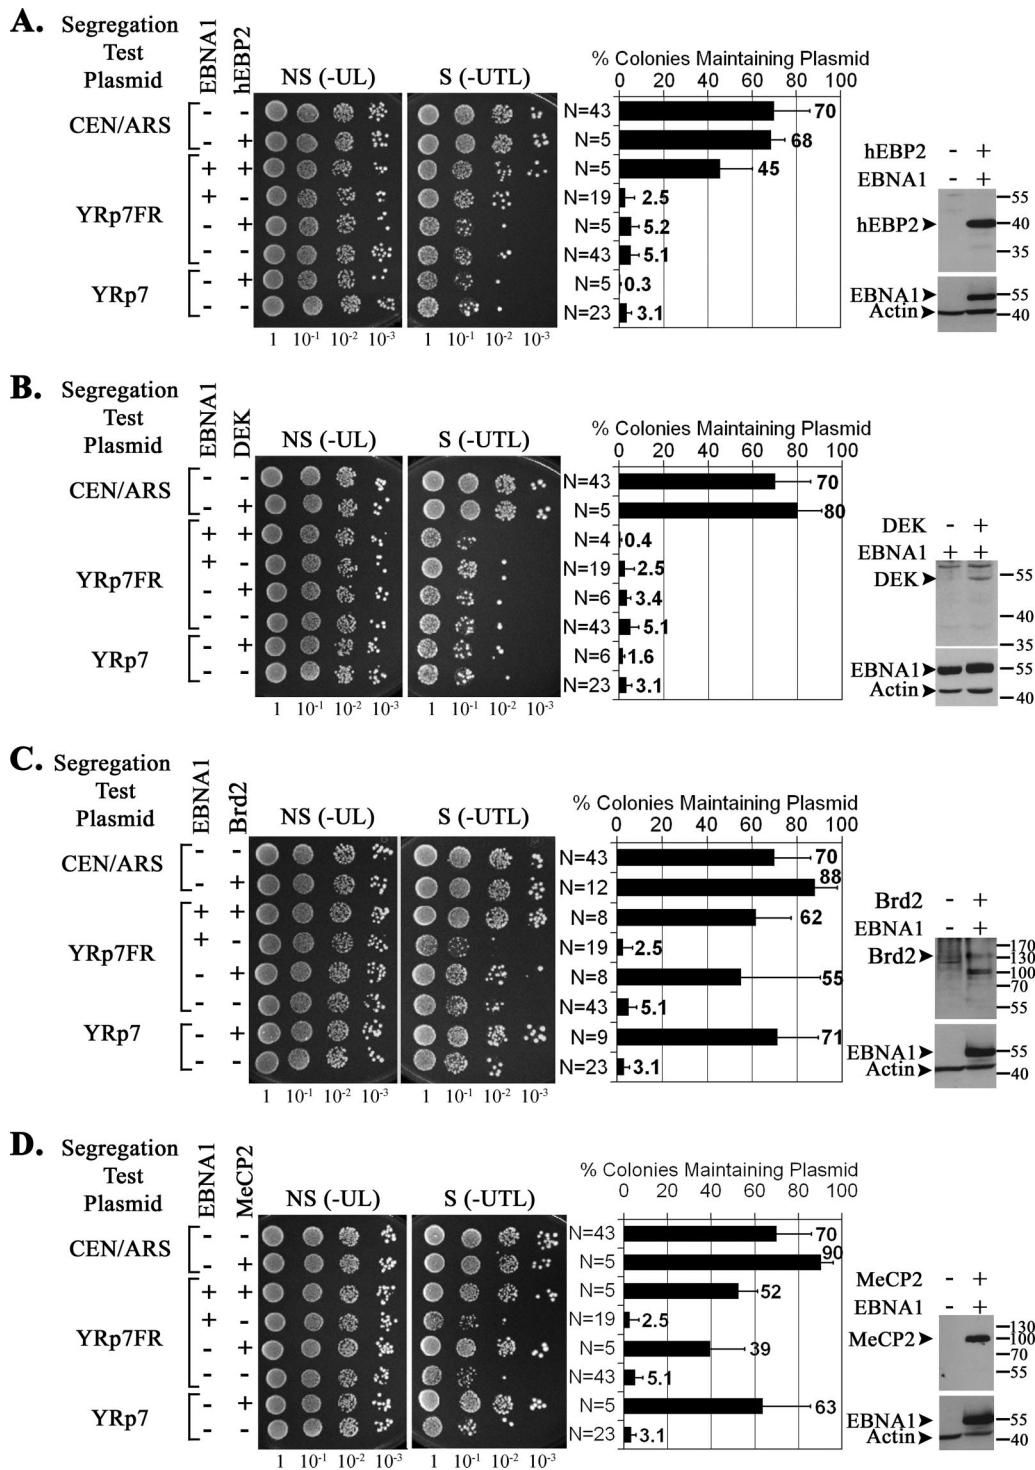 A.
Segregation
Test
Plasmid
EBNA1
hEBP2
NS (-UL)
S (-UTL)
% Colonies Maintaining Plasmid
0 20 40 60 80 100
CEN/ARS
YRp7FR
YRp7
- - N=43 70
- + N=5 68
+ + N=5 45
+ - N=19 2.5
- + N=5 5.2
- - N=43 5.1
- + N=5 0.3
- - N=23 3.1
1 10-1 10-2 10-3 1 10-1 10-2 10-3
hEBP2 - +
EBNA1 - +
hEBP2
55
40
35
EBNA1
Actin
55
40
B.
Segregation
Test
Plasmid
EBNA1
DEK
NS (-UL)
S (-UTL)
% Colonies Maintaining Plasmid
0 20 40 60 80 100
CEN/ARS
YRp7FR
YRp7
- - N=43 70
- + N=5 80
+ + N=4 0.4
+ - N=19 2.5
- + N=6 3.4
- - N=43 5.1
- + N=6 1.6
- - N=23 3.1
1 10-1 10-2 10-3 1 10-1 10-2 10-3
DEK - +
EBNA1 + +
DEK
55
40
35
EBNA1
Actin
55
40
C.
Segregation
Test
Plasmid
EBNA1
Brd2
NS (-UL)
S (-UTL)
% Colonies Maintaining Plasmid
0 20 40 60 80 100
CEN/ARS
YRp7FR
YRp7
- - N=43 70
- + N=12 88
+ + N=8 62
+ - N=19 2.5
- + N=8 55
- - N=43 5.1
- + N=9 71
- - N=23 3.1
1 10-1 10-2 10-3 1 10-1 10-2 10-3
Brd2 - +
EBNA1 - +
Brd2
170
130
100
70
55
EBNA1
Actin
55
40
D.
Segregation
Test
Plasmid
EBNA1
MeCP2
NS (-UL)
S (-UTL)
% Colonies Maintaining Plasmid
0 20 40 60 80 100
CEN/ARS
YRp7FR
YRp7
- - N=43 70
- + N=5 90
+ + N=5 52
+ - N=19 2.5
- + N=5 39
- - N=43 5.1
- + N=5 63
- - N=23 3.1
1 10-1 10-2 10-3 1 10-1 10-2 10-3
MeCP2 - +
EBNA1 - +
MeCP2
130
100
70
55
EBNA1
Actin
55
40